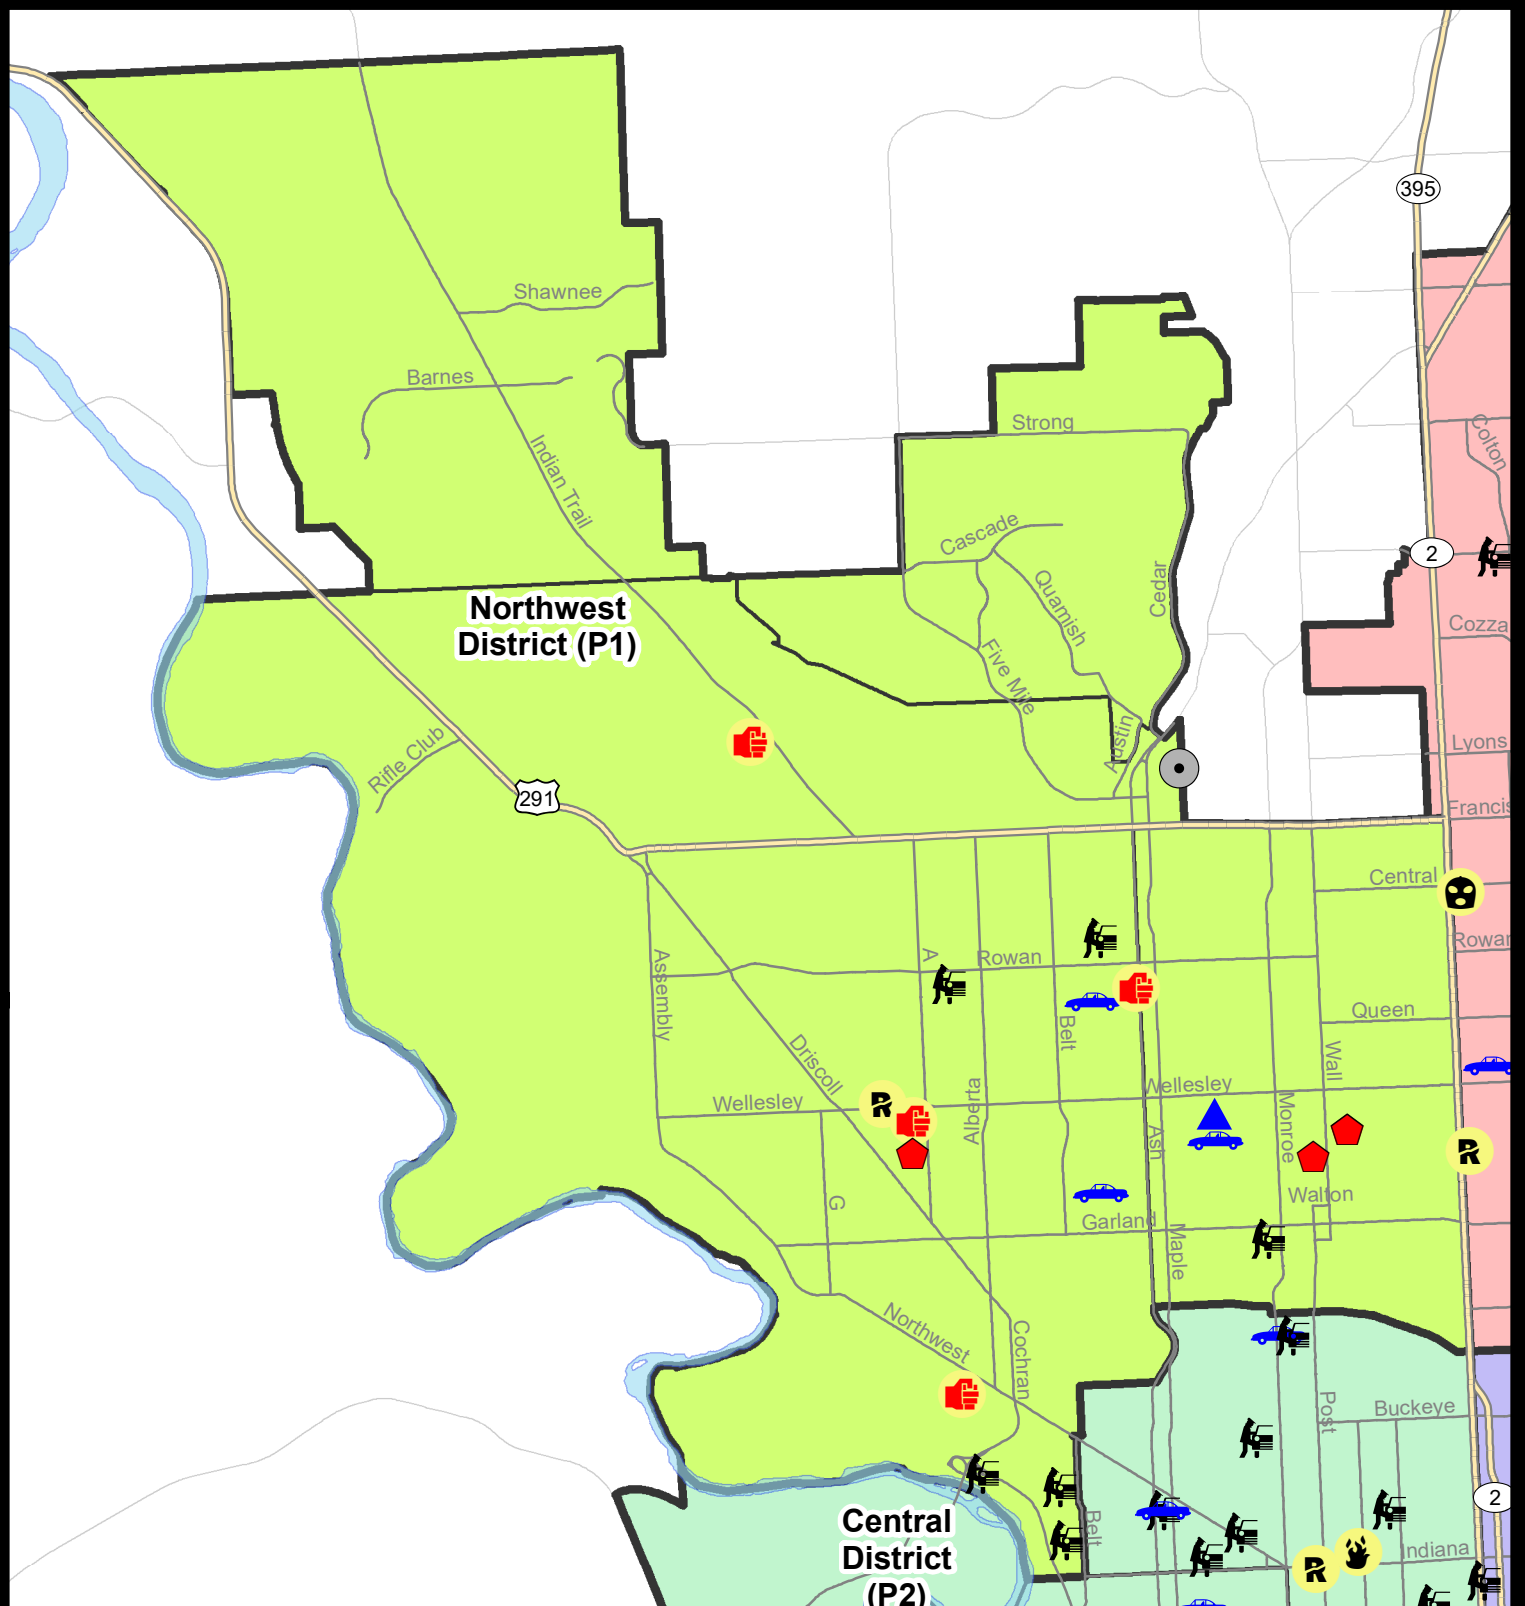 395
Shawnee
Barnes
Strong
Colton
Indian Trail
Cascade
2
Quamish
Cedar
Northwest
District (P1)
Cozza
Five Mile
Rifle Club
Austin
Lyons
291
Francis
Central
A
Rowan
Rowan
Assembly
Queen
Belt
Driscoll
Wall
Wellesley
Wellesley
R
Alberta
Monroe
Ash
R
G
Walton
Garland
Maple
Northwest
Cochran
Post
Buckeye
2
Central
District
(P2)
Belt
Indiana
R